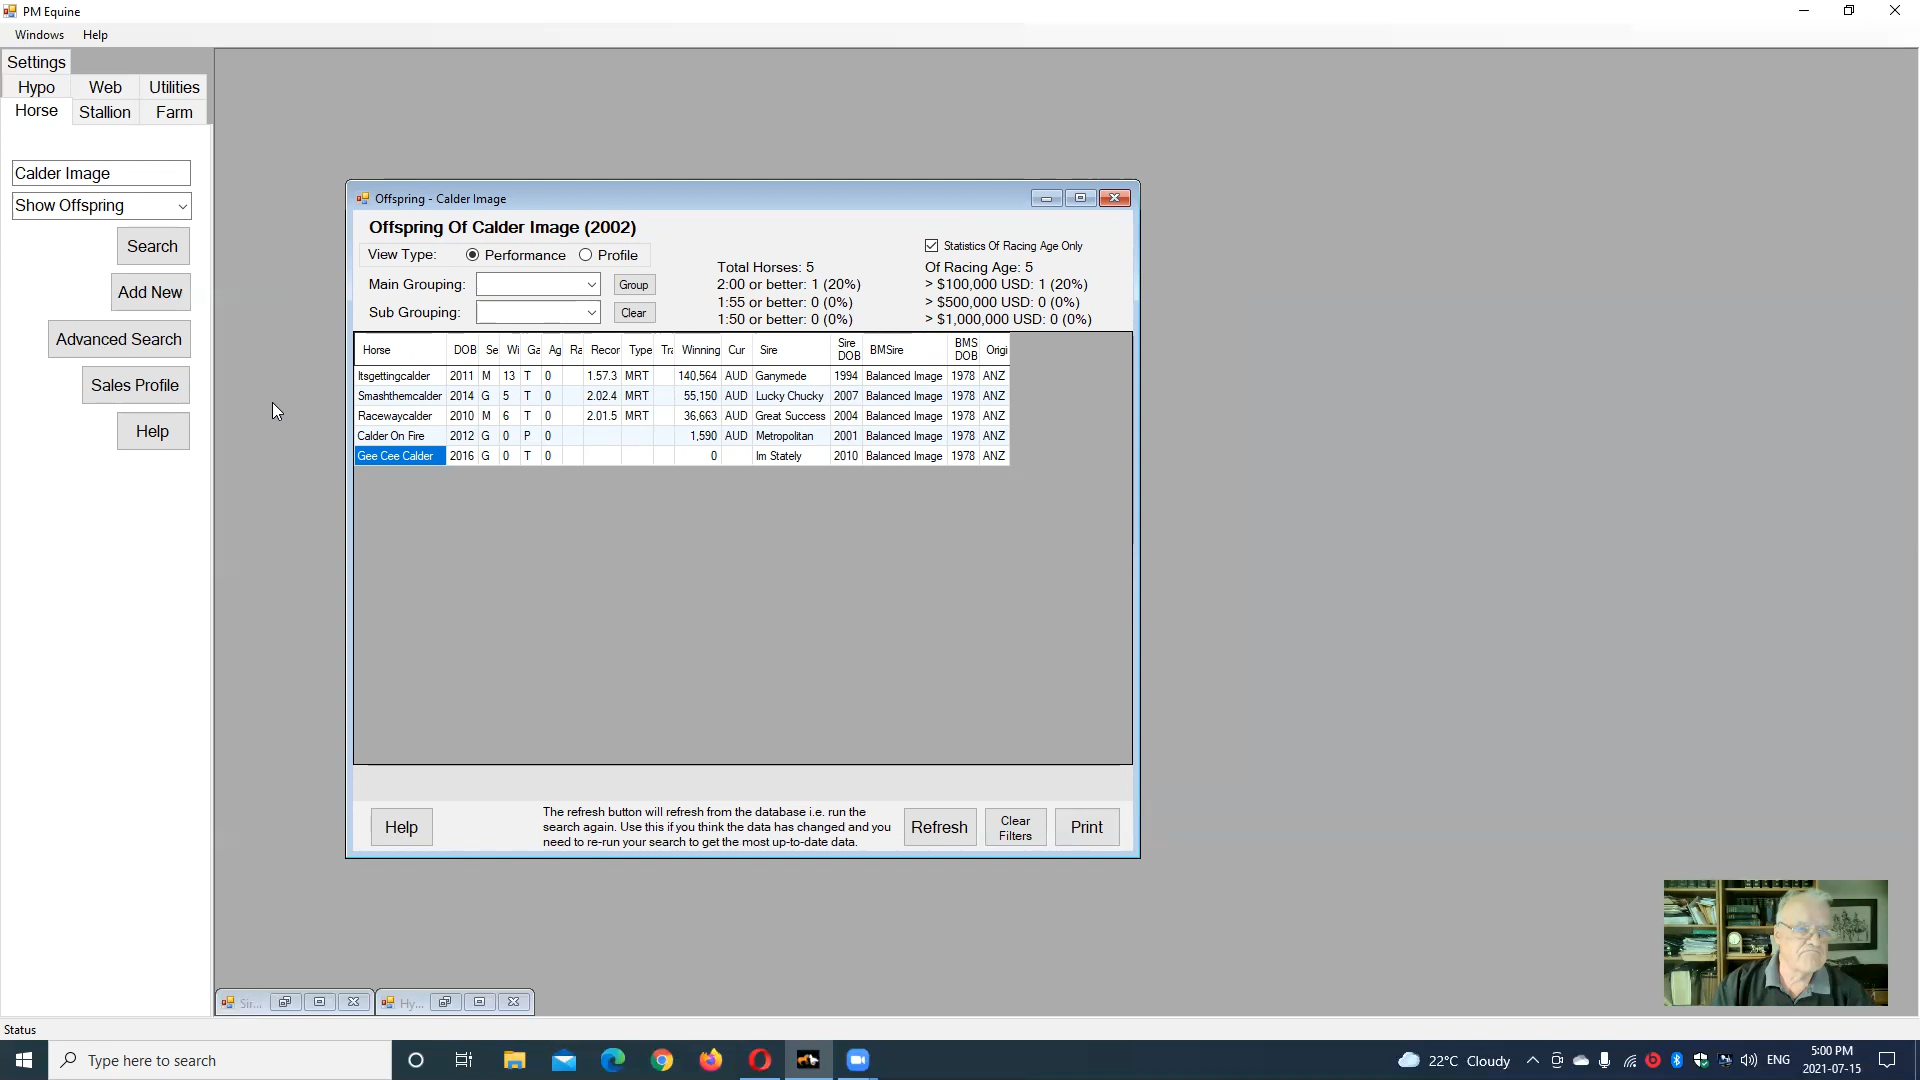 PM Equine
Windows Help
Settings
Hypo Web Utilities
Horse Stallion Farm
Calder Image
Show Offspring
Search
Add New
Advanced Search
Sales Profile
Help
Offspring - Calder Image
Offspring Of Calder Image (2002)
View Type: Performance Profile
Main Grouping: Group
Sub Grouping: Clear
Total Horses: 5
2:00 or better: 1 (20%)
1:55 or better: 0 (0%)
1:50 or better: 0 (0%)
Statistics Of Racing Age Only
Of Racing Age: 5
> $100,000 USD: 1 (20%)
> $500,000 USD: 0 (0%)
> $1,000,000 USD: 0 (0%)
Horse DOB Se Wi Ga Ag Ra Recor Type Tra Winning Cur Sire Sire DOB BMSire BMS DOB Origi
Itsgettingcalder 2011 M 13 T 0 1.57.3 MRT 140,564 AUD Ganymede 1994 Balanced Image 1978 ANZ
Smashthemcalder 2014 G 5 T 0 2.02.4 MRT 55,150 AUD Lucky Chucky 2007 Balanced Image 1978 ANZ
Racewaycalder 2010 M 6 T 0 2.01.5 MRT 36,663 AUD Great Success 2004 Balanced Image 1978 ANZ
Calder On Fire 2012 G 0 P 0 1,590 AUD Metropolitan 2001 Balanced Image 1978 ANZ
Gee Cee Calder 2016 G 0 T 0 0 Im Stately 2010 Balanced Image 1978 ANZ
Help
The refresh button will refresh from the database i.e. run the
search again. Use this if you think the data has changed and you
need to re-run your search to get the most up-to-date data.
Refresh
Clear
Filters
Print
Sir... Hy...
Status
Type here to search
22°C Cloudy
ENG
5:00 PM
2021-07-15